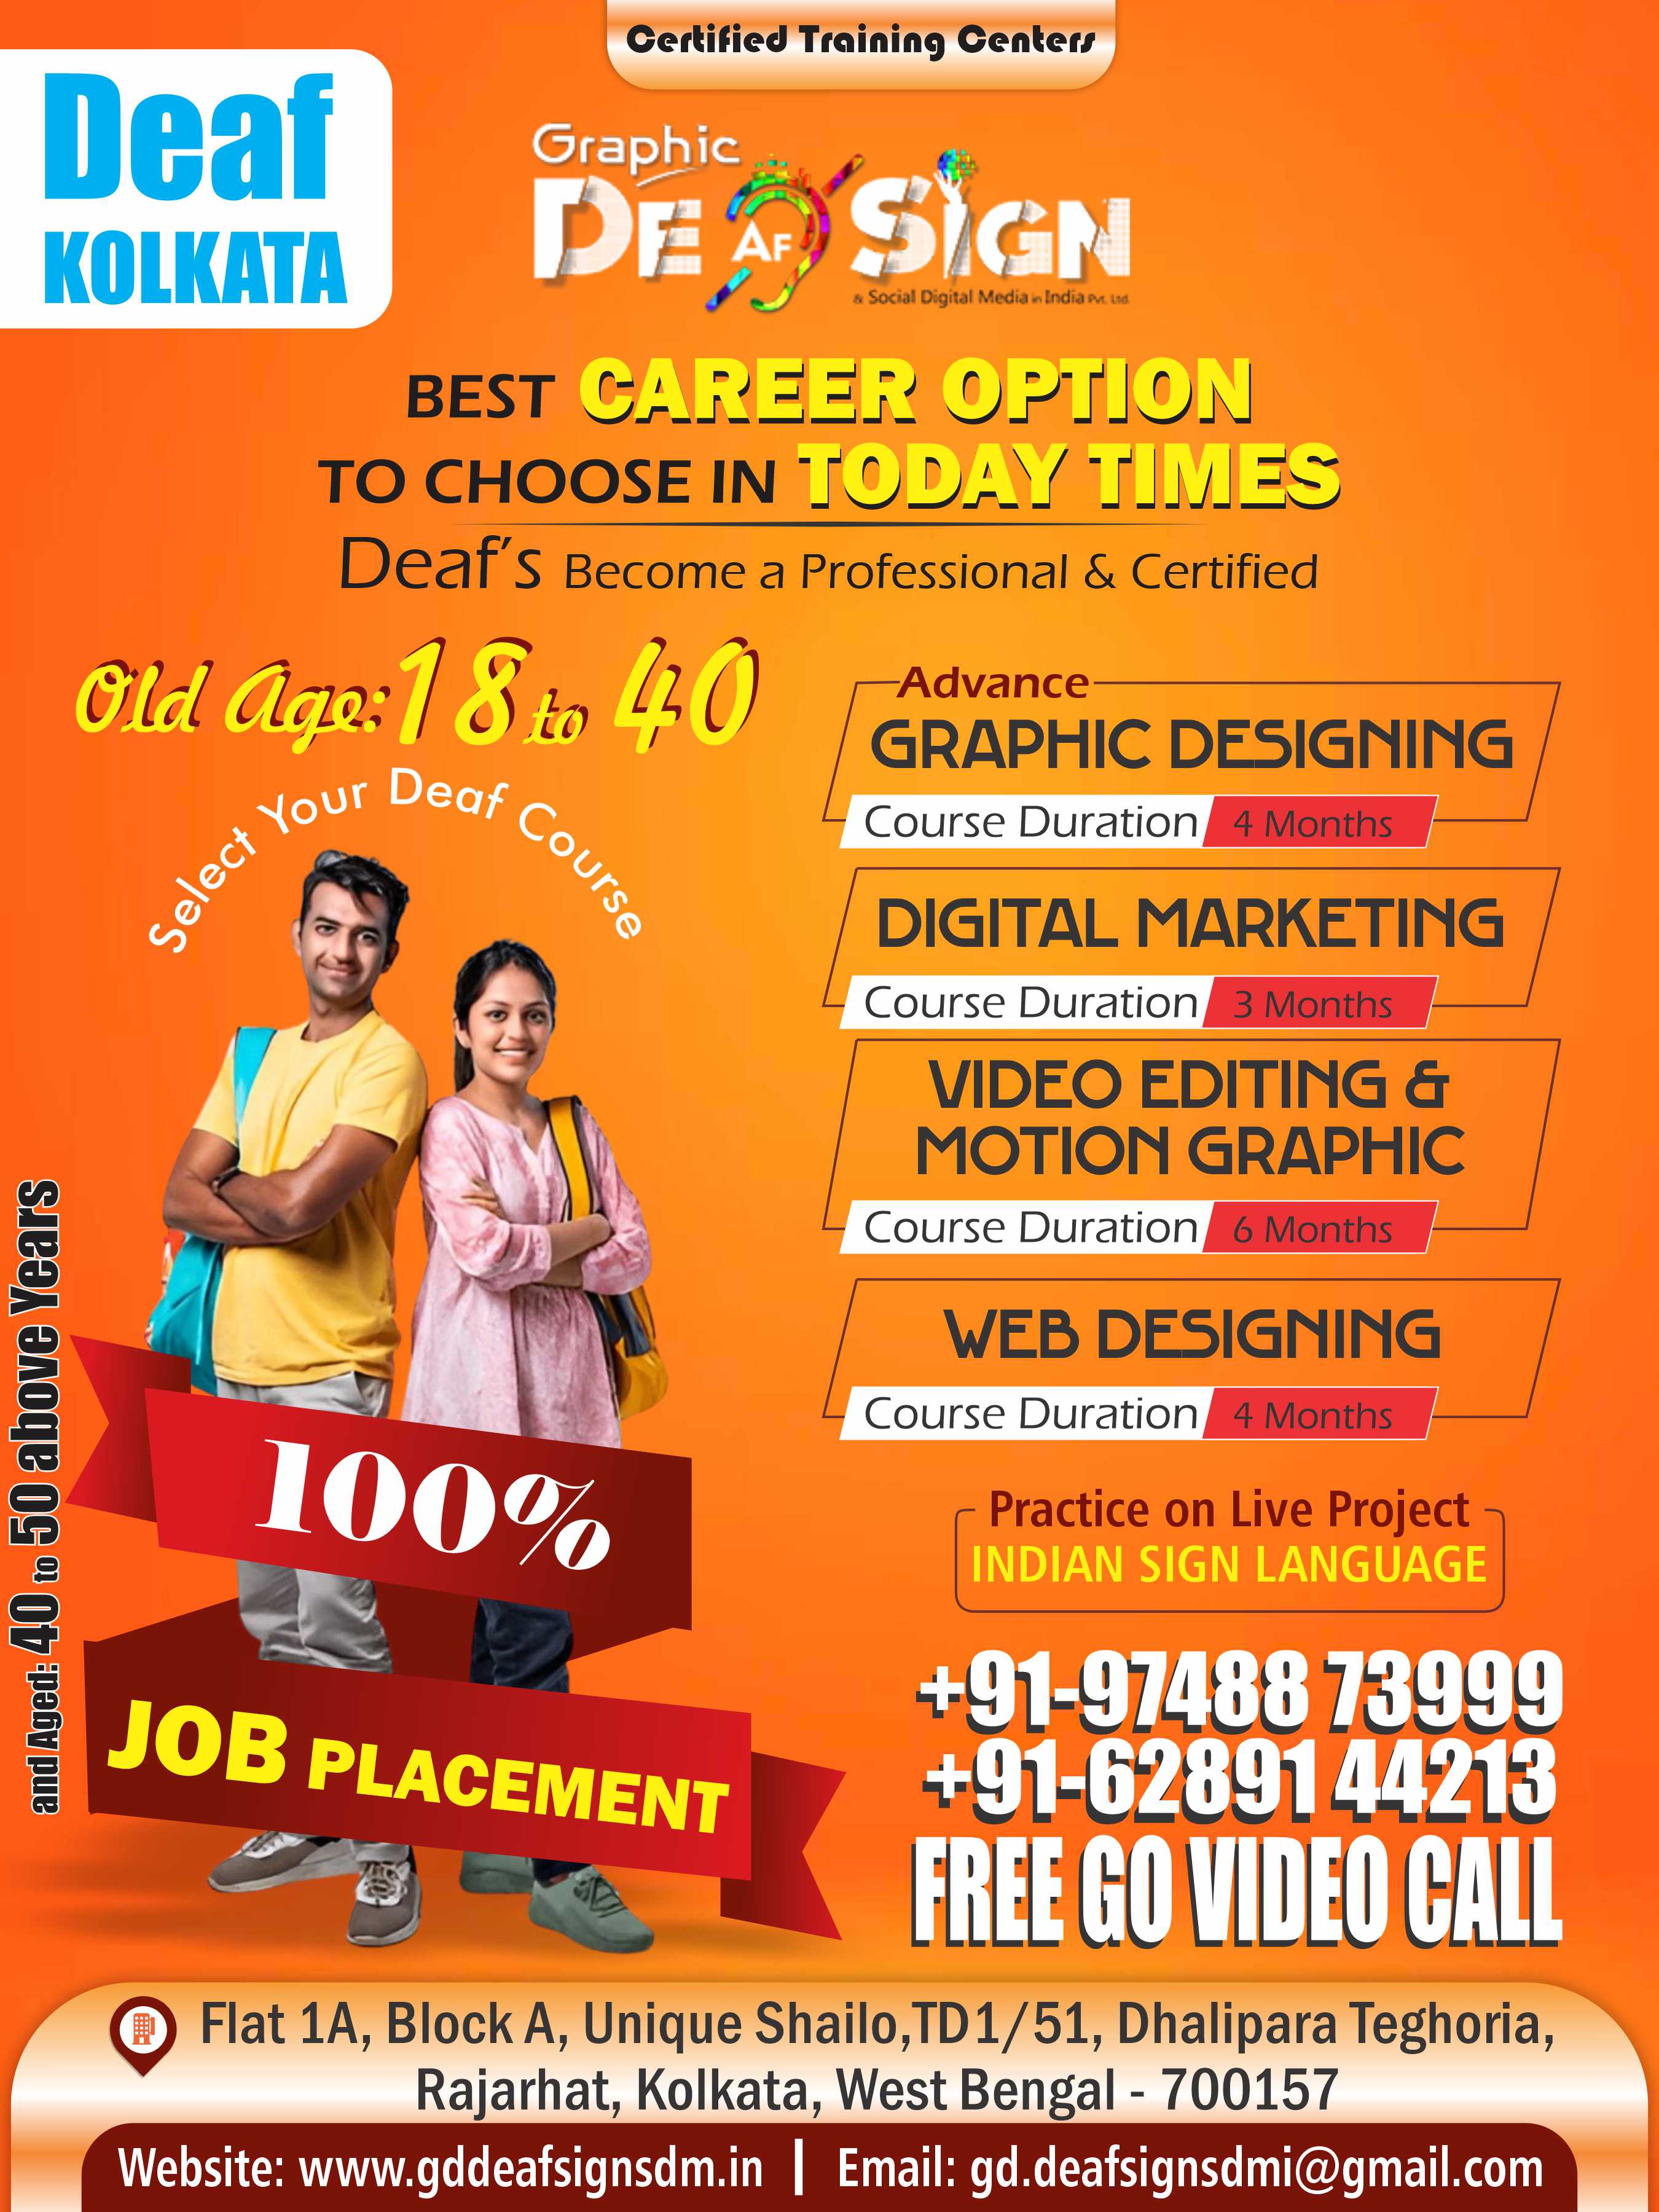 Certified Training Centers
Deaf
KOLKATA
Graphic
DE AF SIGN
& Social Digital Media in India Pvt. Ltd.
BEST CAREER OPTION
TO CHOOSE IN TODAY TIMES
Deaf's Become a Professional & Certified
Old Age: 18 to 40
Select Your Deaf Course
Advance
GRAPHIC DESIGNING
Course Duration 4 Months
DIGITAL MARKETING
Course Duration 3 Months
VIDEO EDITING &
MOTION GRAPHIC
Course Duration 6 Months
WEB DESIGNING
Course Duration 4 Months
and Aged: 40 to 50 above Years
100%
JOB PLACEMENT
Practice on Live Project
INDIAN SIGN LANGUAGE
+91-97488 73999
+91-62891 44213
FREE GO VIDEO CALL
Flat 1A, Block A, Unique Shailo,TD1/51, Dhalipara Teghoria,
Rajarhat, Kolkata, West Bengal - 700157
Website: www.gddeafsignsdm.in | Email: gd.deafsignsdmi@gmail.com